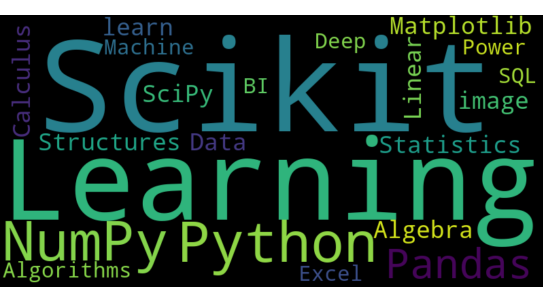 Calculus
learn
Machine
Scikit
Deep
Matplotlib
Linear
Power
SciPy
BI
SQL
image
Structures
Data
Statistics
Learning
NumPy
Python
Algebra
Pandas
Algorithms
Excel